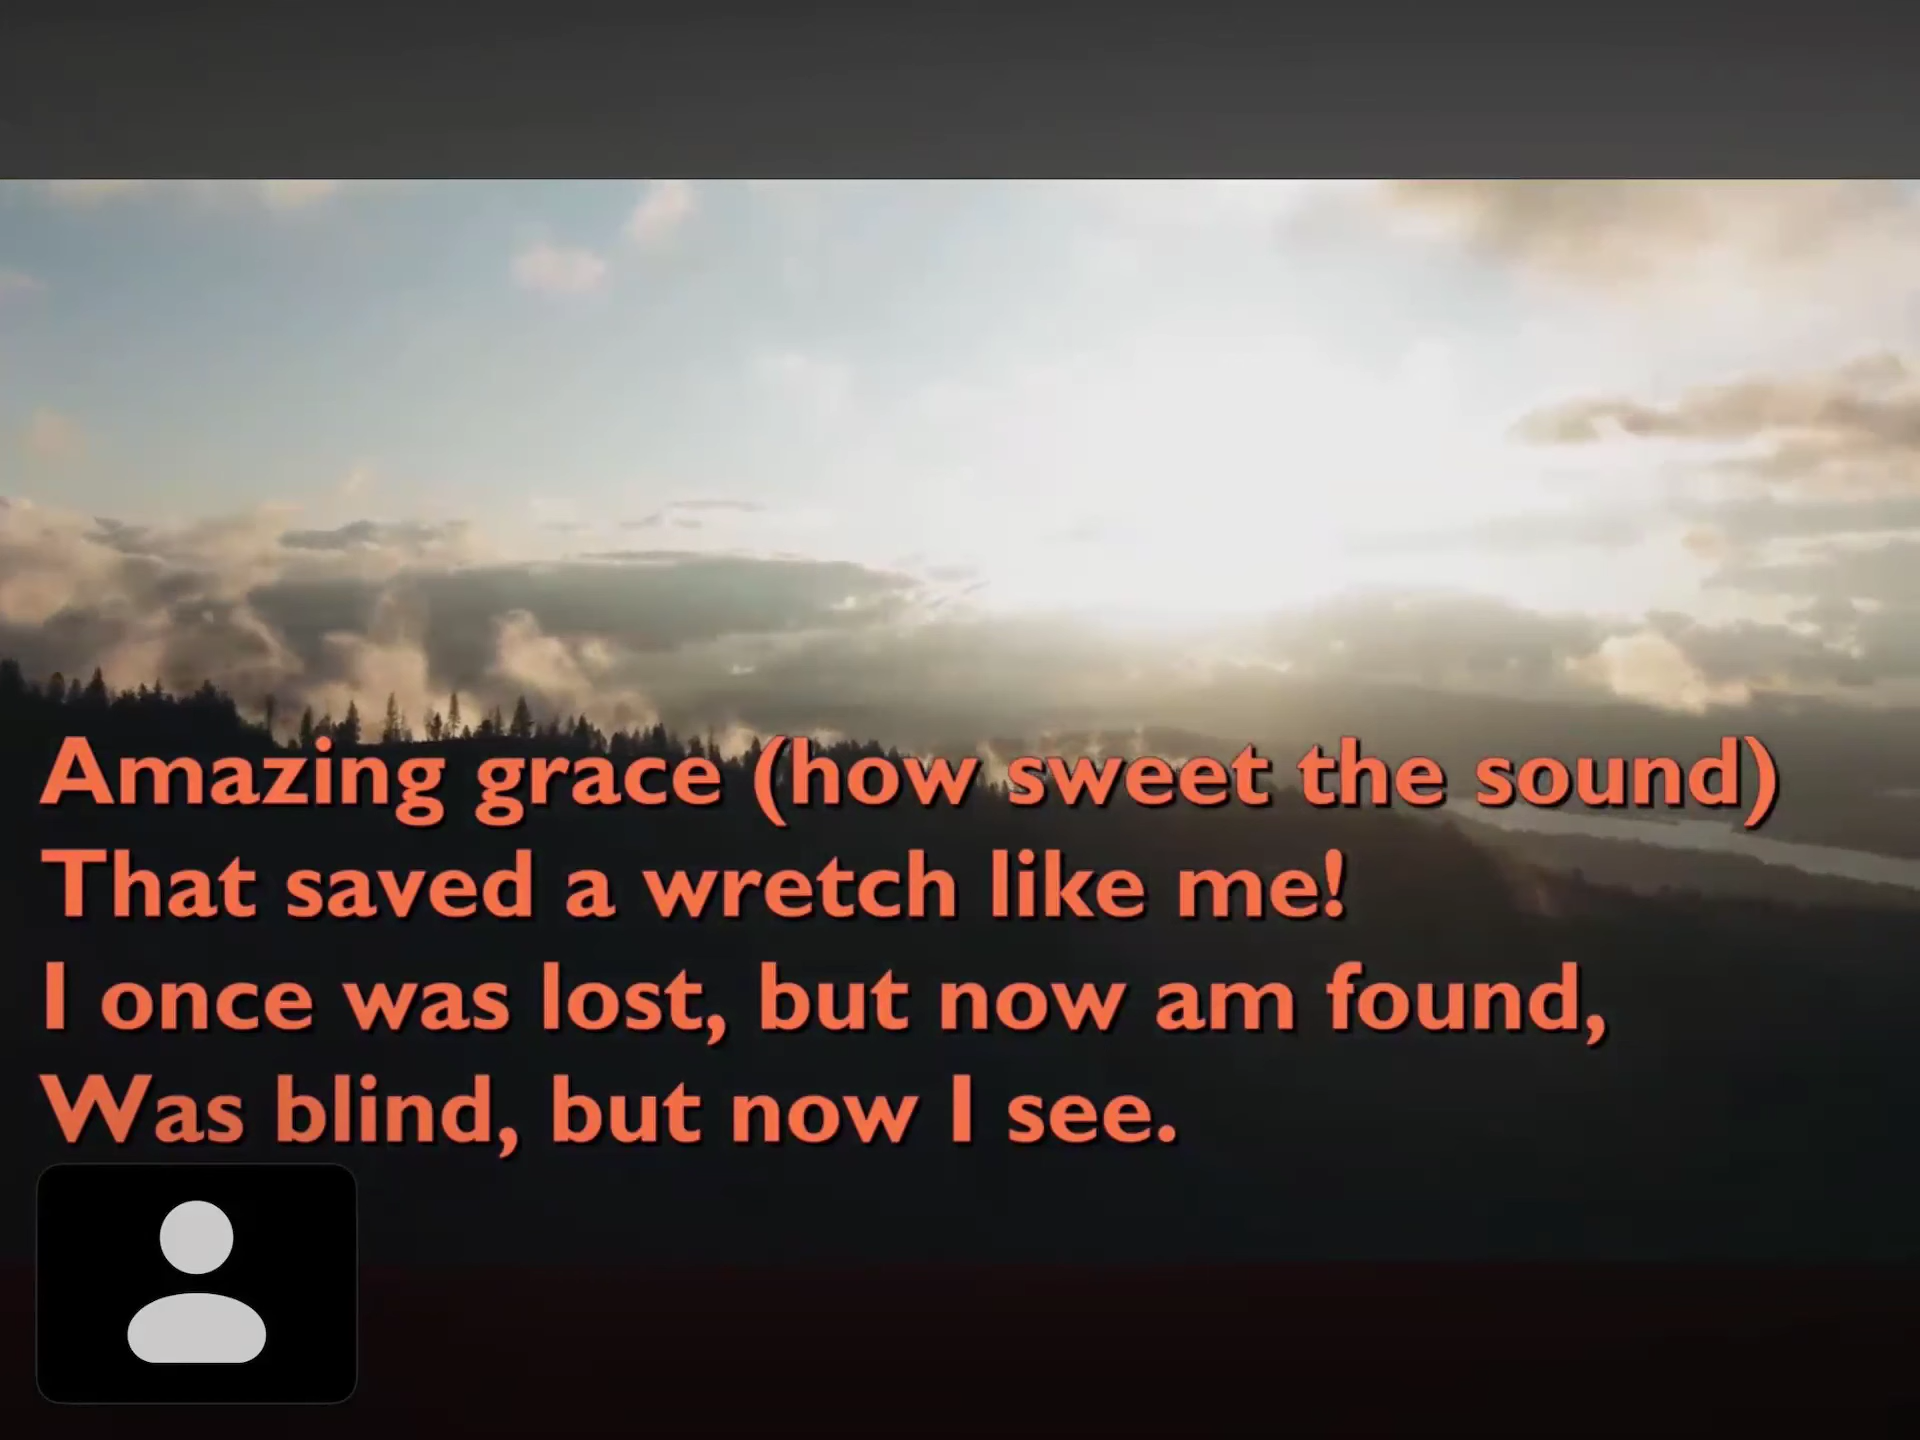 Amazing grace (how sweet the sound)
That saved a wretch like me!
I once was lost, but now am found,
Was blind, but now I see.